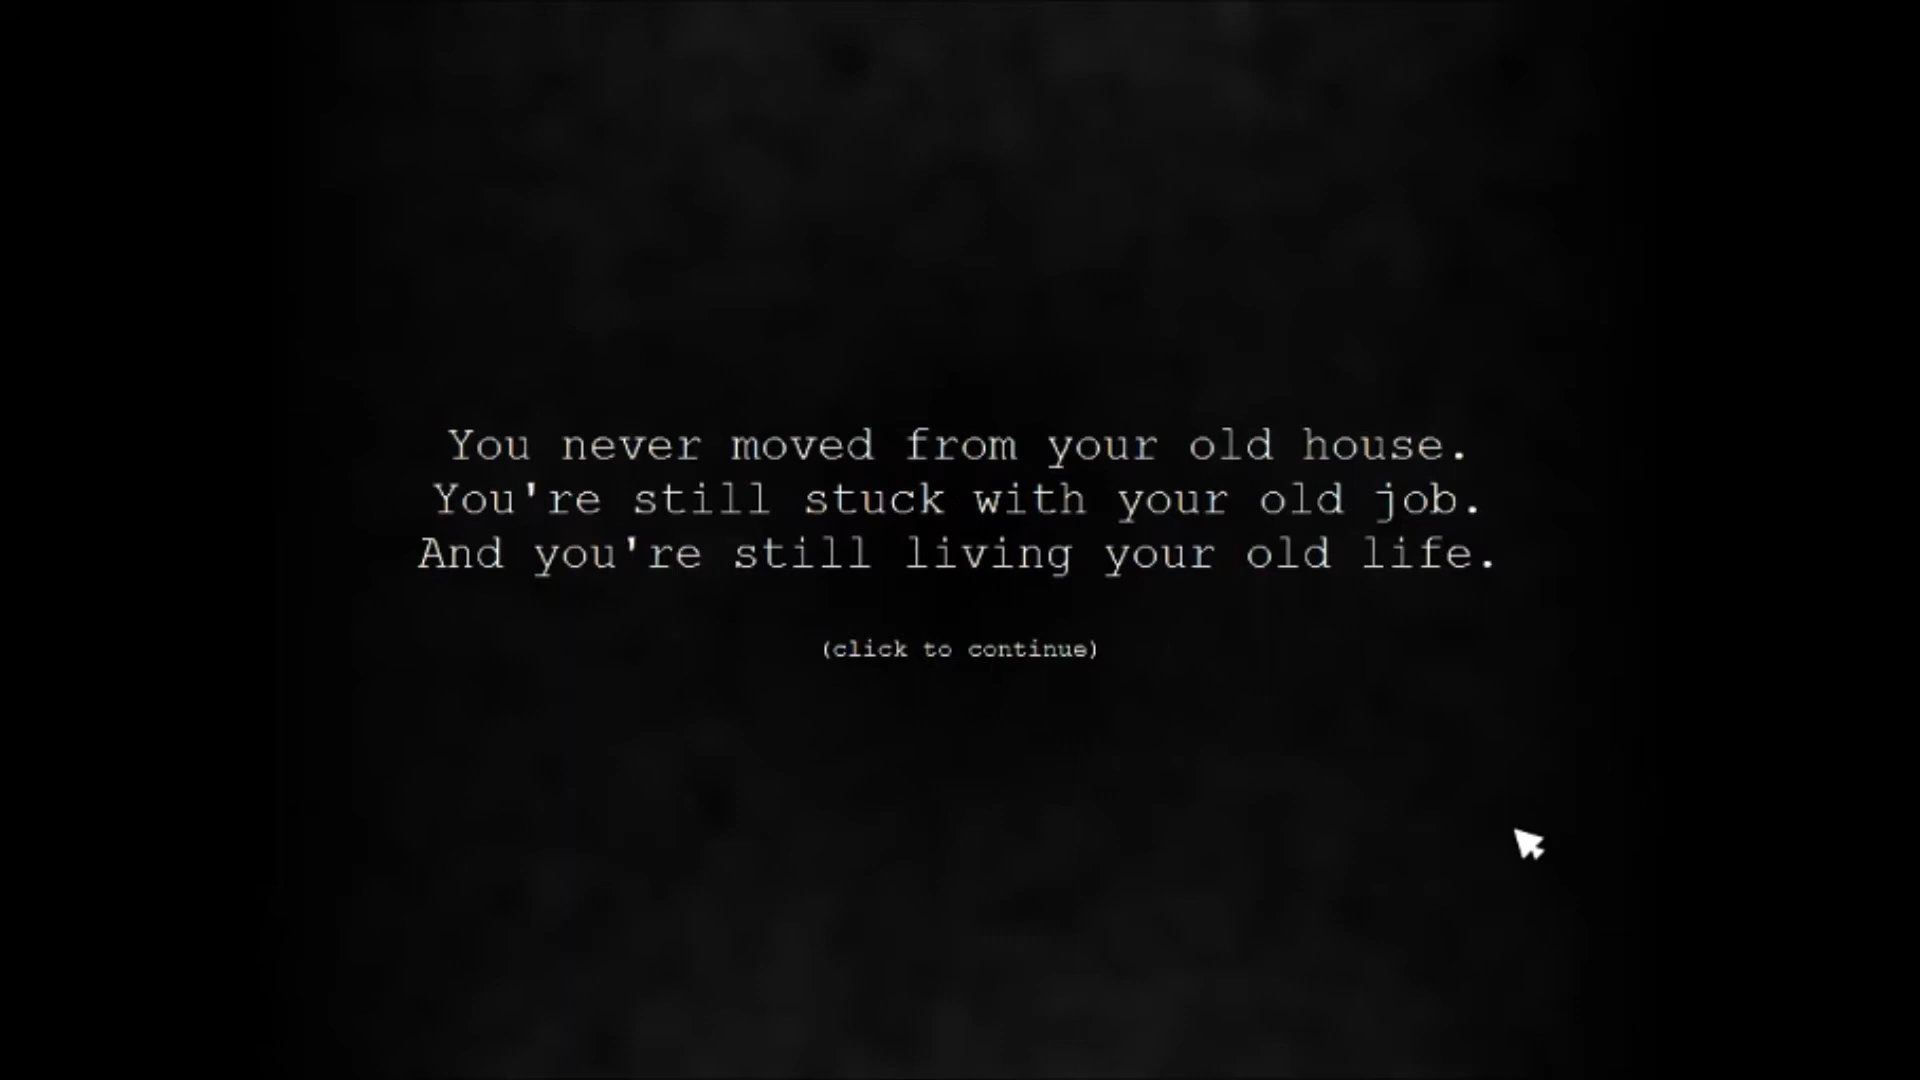 You never moved from your old house.
You're still stuck with your old job.
And you're still living your old life.
(click to continue)